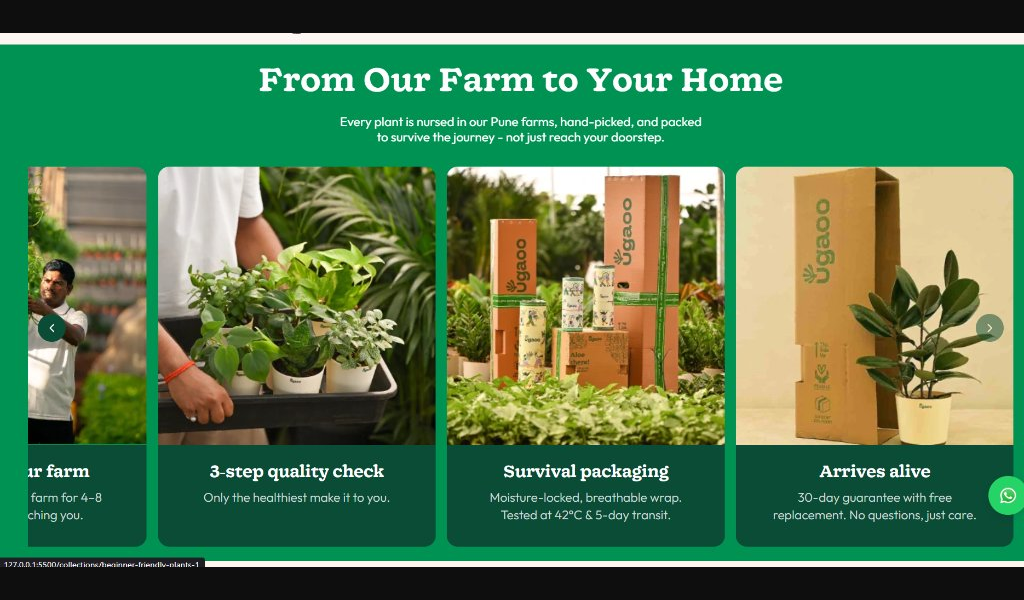 From Our Farm to Your Home
Every plant is nursed in our Pune farms, hand-picked, and packed
to survive the journey - not just reach your doorstep.
ugaoo
ugaoo
ugaoo
ur farm
farm for 4–8
ching you.
3-step quality check
Only the healthiest make it to you.
Survival packaging
Moisture-locked, breathable wrap.
Tested at 42°C & 5-day transit.
Arrives alive
30-day guarantee with free
replacement. No questions, just care.
127.0.0.1:5500/collections/beginner-friendly-plants-1